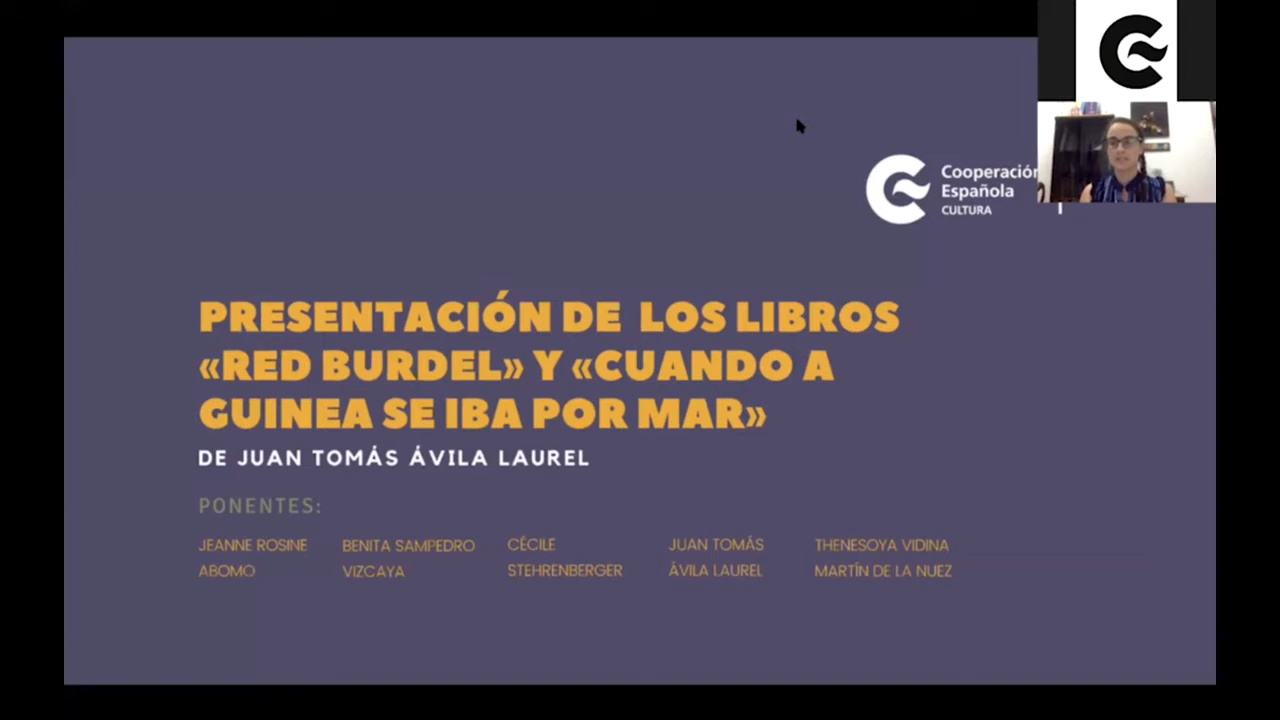 Cooperación
Española
CULTURA
PRESENTACIÓN DE LOS LIBROS
«RED BURDEL» Y «CUANDO A
GUINEA SE IBA POR MAR»
DE JUAN TOMÁS ÁVILA LAUREL
PONENTES:
JEANNE ROSINE
ABOMO
BENITA SAMPEDRO
VIZCAYA
CÉCILE
STEHRENBERGER
JUAN TOMÁS
ÁVILA LAUREL
THENESOYA VIDINA
MARTÍN DE LA NUEZ